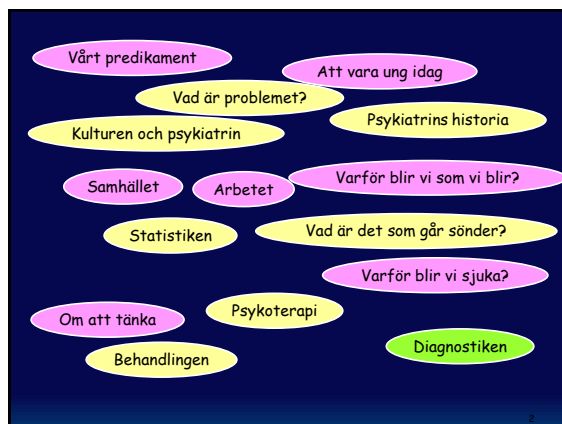 Vårt predikament
Att vara ung idag
Vad är problemet?
Psykiatrins historia
Kulturen och psykiatrin
Varför blir vi som vi blir?
Samhället
Arbetet
Statistiken
Vad är det som går sönder?
Varför blir vi sjuka?
Psykoterapi
Om att tänka
Diagnostiken
Behandlingen
2